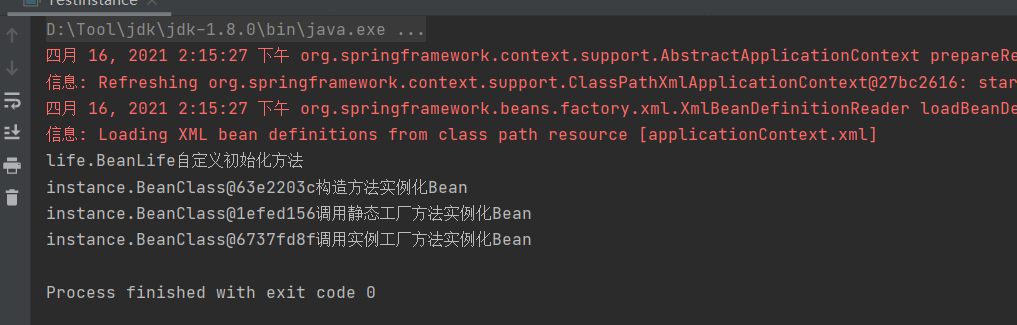 TestInstance
D:\Tool\jdk\jdk-1.8.0\bin\java.exe ...
四月 16, 2021 2:15:27 下午 org.springframework.context.support.AbstractApplicationContext prepareRe
信息: Refreshing org.springframework.context.support.ClassPathXmlApplicationContext@27bc2616: star
四月 16, 2021 2:15:27 下午 org.springframework.beans.factory.xml.XmlBeanDefinitionReader loadBeanDe
信息: Loading XML bean definitions from class path resource [applicationContext.xml]
life.BeanLife自定义初始化方法
instance.BeanClass@63e2203c构造方法实例化Bean
instance.BeanClass@1efed156调用静态工厂方法实例化Bean
instance.BeanClass@6737fd8f调用实例工厂方法实例化Bean
Process finished with exit code 0